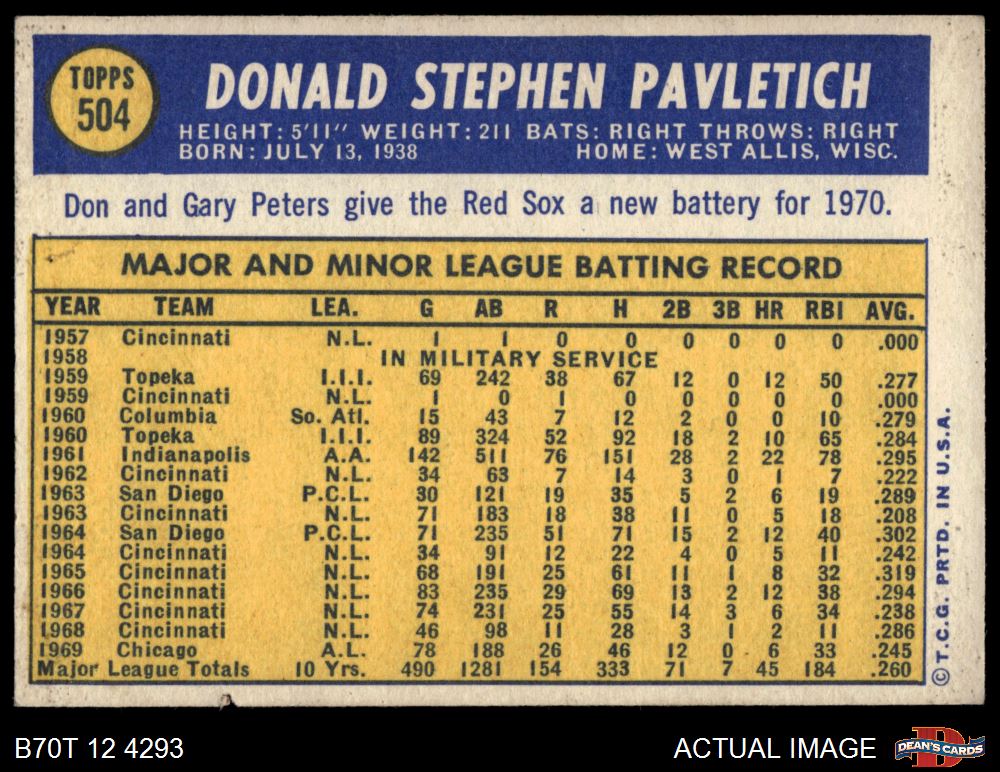 TOPPS
504
DONALD STEPHEN PAVLETICH
HEIGHT: 5'11" WEIGHT: 211 BATS: RIGHT THROWS: RIGHT
BORN: JULY 13, 1938 HOME: WEST ALLIS, WISC.
Don and Gary Peters give the Red Sox a new battery for 1970.
MAJOR AND MINOR LEAGUE BATTING RECORD
YEAR TEAM LEA. G AB R H 2B 3B HR RBI AVG.
1957 Cincinnati N.L. 1 1 0 0 0 0 0 0 .000
1958 IN MILITARY SERVICE
1959 Topeka I.I.I. 69 242 38 67 12 0 12 50 .277
1959 Cincinnati N.L. 1 0 1 0 0 0 0 0 .000
1960 Columbia So. Atl. 15 43 7 12 2 0 0 10 .279
1960 Topeka I.I.I. 89 324 52 92 18 2 10 65 .284
1961 Indianapolis A.A. 142 511 76 151 28 2 22 78 .295
1962 Cincinnati N.L. 34 63 7 14 3 0 1 7 .222
1963 San Diego P.C.L. 30 121 19 35 5 2 6 19 .289
1963 Cincinnati N.L. 71 183 18 38 11 0 5 18 .208
1964 San Diego P.C.L. 71 235 51 71 15 2 12 40 .302
1964 Cincinnati N.L. 34 91 12 22 4 0 5 11 .242
1965 Cincinnati N.L. 68 191 25 61 11 1 8 32 .319
1966 Cincinnati N.L. 83 235 29 69 13 2 12 38 .294
1967 Cincinnati N.L. 74 231 25 55 14 3 6 34 .238
1968 Cincinnati N.L. 46 98 11 28 3 1 2 11 .286
1969 Chicago A.L. 78 188 26 46 12 0 6 33 .245
Major League Totals 10 Yrs. 490 1281 154 333 71 7 45 184 .260
©T.C.G. PRTD. IN U.S.A.
B70T 12 4293
ACTUAL IMAGE
DEAN'S CARDS